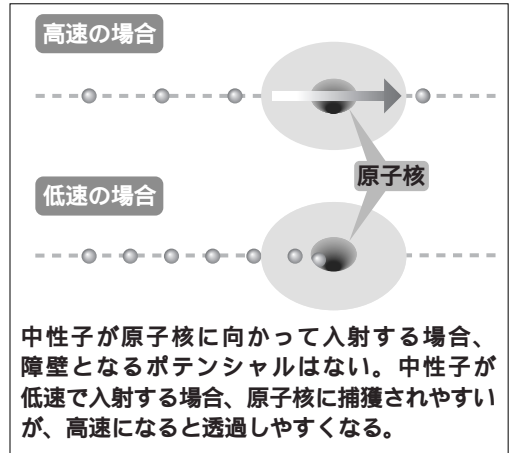 高速の場合
原子核
低速の場合
中性子が原子核に向かって入射する場合、
障壁となるポテンシャルはない。中性子が
低速で入射する場合、原子核に捕獲されやすい
が、高速になると透過しやすくなる。